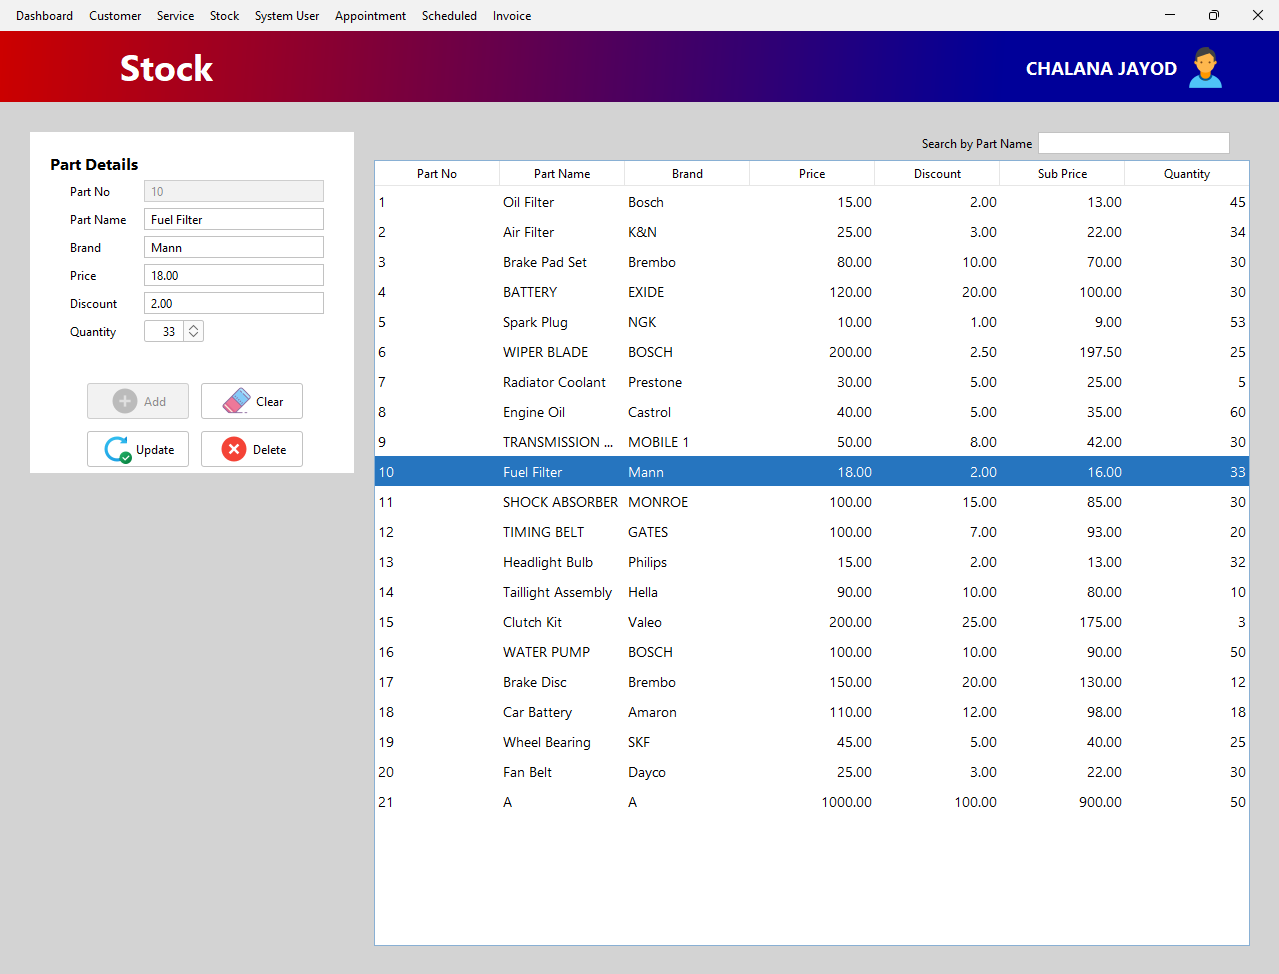 Dashboard Customer Service Stock System User Appointment Scheduled Invoice
Stock
CHALANA JAYOD
Part Details
Part No 10
Part Name Fuel Filter
Brand Mann
Price 18.00
Discount 2.00
Quantity 33
Add Clear
Update Delete
Search by Part Name
Part No Part Name Brand Price Discount Sub Price Quantity
1 Oil Filter Bosch 15.00 2.00 13.00 45
2 Air Filter K&N 25.00 3.00 22.00 34
3 Brake Pad Set Brembo 80.00 10.00 70.00 30
4 BATTERY EXIDE 120.00 20.00 100.00 30
5 Spark Plug NGK 10.00 1.00 9.00 53
6 WIPER BLADE BOSCH 200.00 2.50 197.50 25
7 Radiator Coolant Prestone 30.00 5.00 25.00 5
8 Engine Oil Castrol 40.00 5.00 35.00 60
9 TRANSMISSION ... MOBILE 1 50.00 8.00 42.00 30
10 Fuel Filter Mann 18.00 2.00 16.00 33
11 SHOCK ABSORBER MONROE 100.00 15.00 85.00 30
12 TIMING BELT GATES 100.00 7.00 93.00 20
13 Headlight Bulb Philips 15.00 2.00 13.00 32
14 Taillight Assembly Hella 90.00 10.00 80.00 10
15 Clutch Kit Valeo 200.00 25.00 175.00 3
16 WATER PUMP BOSCH 100.00 10.00 90.00 50
17 Brake Disc Brembo 150.00 20.00 130.00 12
18 Car Battery Amaron 110.00 12.00 98.00 18
19 Wheel Bearing SKF 45.00 5.00 40.00 25
20 Fan Belt Dayco 25.00 3.00 22.00 30
21 A A 1000.00 100.00 900.00 50